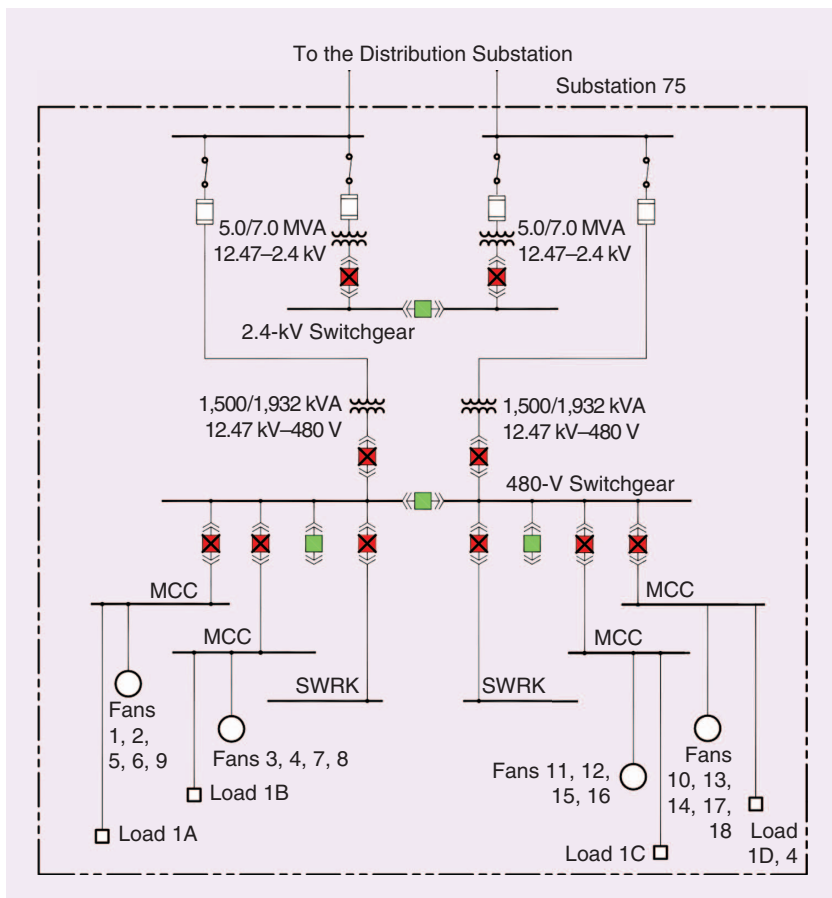 To the Distribution Substation
Substation 75
5.0/7.0 MVA
12.47–2.4 kV
5.0/7.0 MVA
12.47–2.4 kV
2.4-kV Switchgear
1,500/1,932 kVA
12.47 kV–480 V
1,500/1,932 kVA
12.47 kV–480 V
480-V Switchgear
MCC
MCC
SWRK
SWRK
MCC
MCC
Fans
1, 2,
5, 6, 9
Fans 3, 4, 7, 8
Load 1B
Load 1A
Fans 11, 12,
15, 16
Fans
10, 13,
14, 17,
18
Load 1C
Load
1D, 4